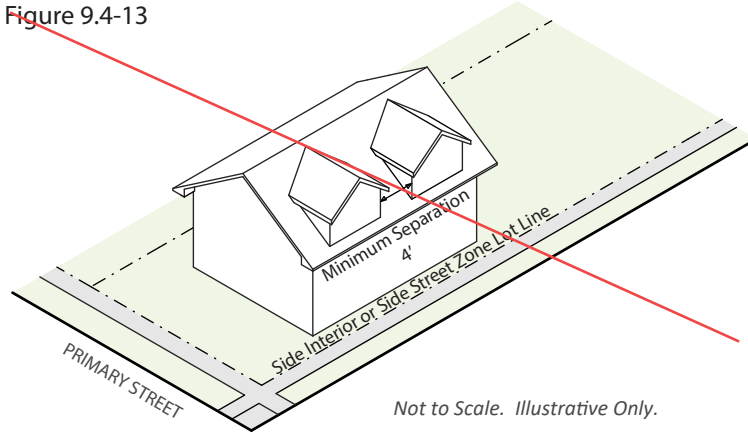 Figure 9.4-13
Minimum Separation
4'
Side Interior or Side Street Zone Lot Line
PRIMARY STREET
Not to Scale. Illustrative Only.